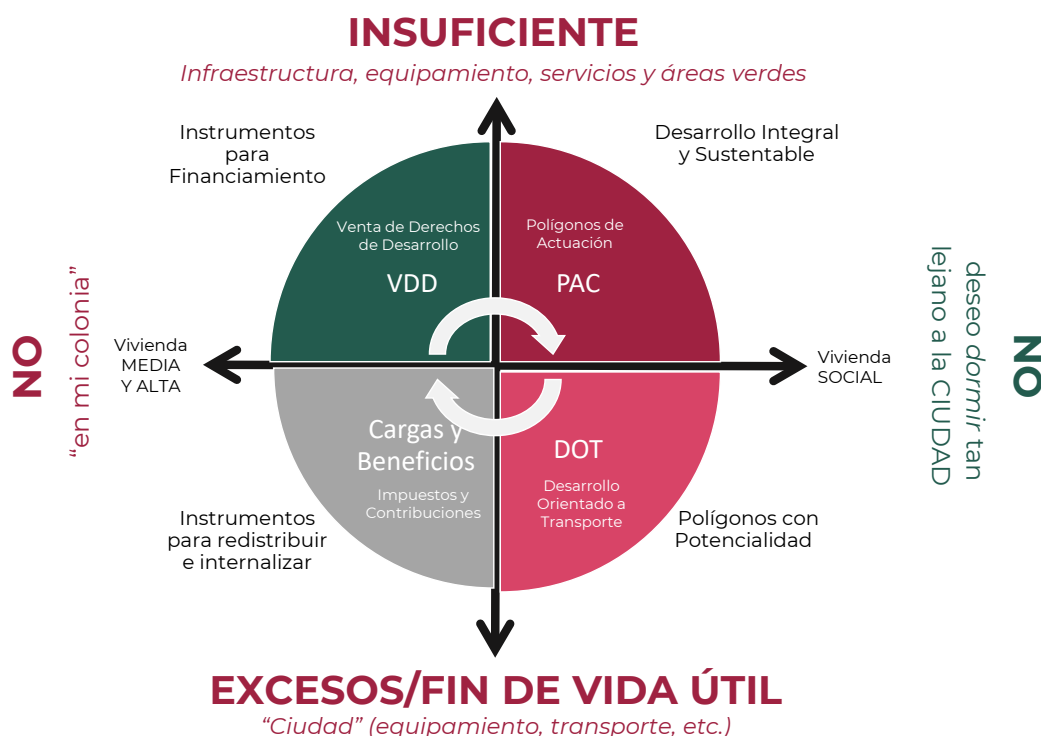 INSUFICIENTE
Infraestructura, equipamiento, servicios y áreas verdes
Instrumentos
para
Financiamiento
Desarrollo Integral
y Sustentable
Venta de Derechos
de Desarrollo
VDD
Polígonos de
Actuación
PAC
NO
“en mi colonia”
Vivienda
MEDIA
Y ALTA
Vivienda
SOCIAL
deseo dormir tan
lejano a la CIUDAD
NO
Cargas y
Beneficios
Impuestos y
Contribuciones
DOT
Desarrollo
Orientado a
Transporte
Instrumentos
para redistribuir
e internalizar
Polígonos con
Potencialidad
EXCESOS/FIN DE VIDA ÚTIL
“Ciudad” (equipamiento, transporte, etc.)